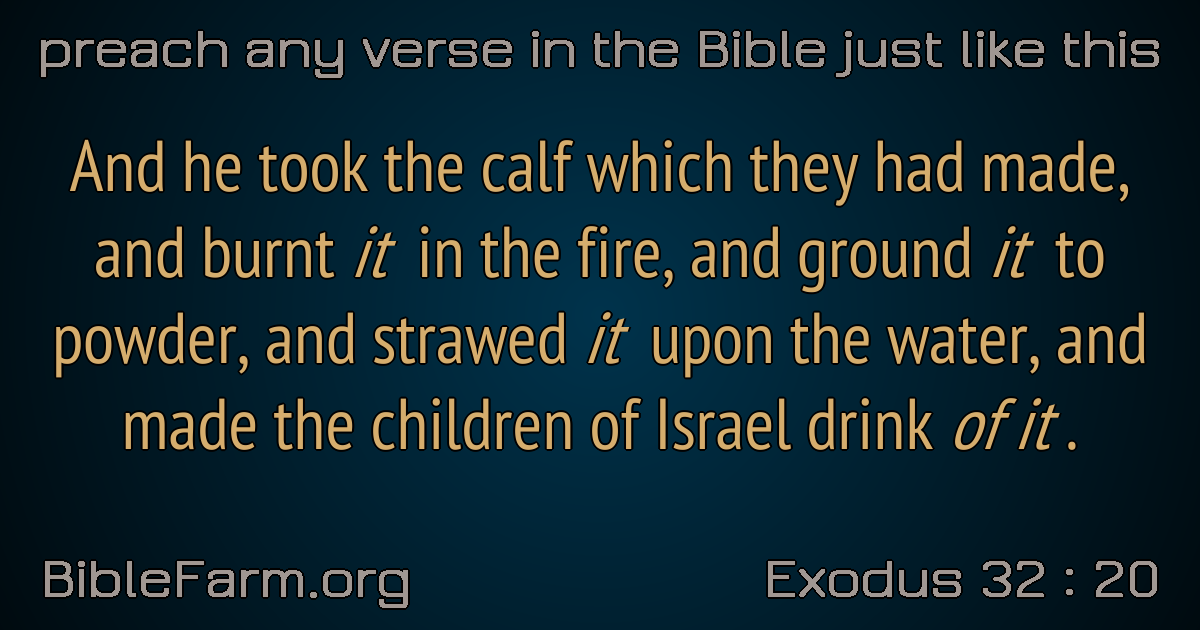 preach any verse in the Bible just like this
And he took the calf which they had made,
and burnt it in the fire, and ground it to
powder, and strawed it upon the water, and
made the children of Israel drink of it .
BibleFarm.org
Exodus 32 : 20